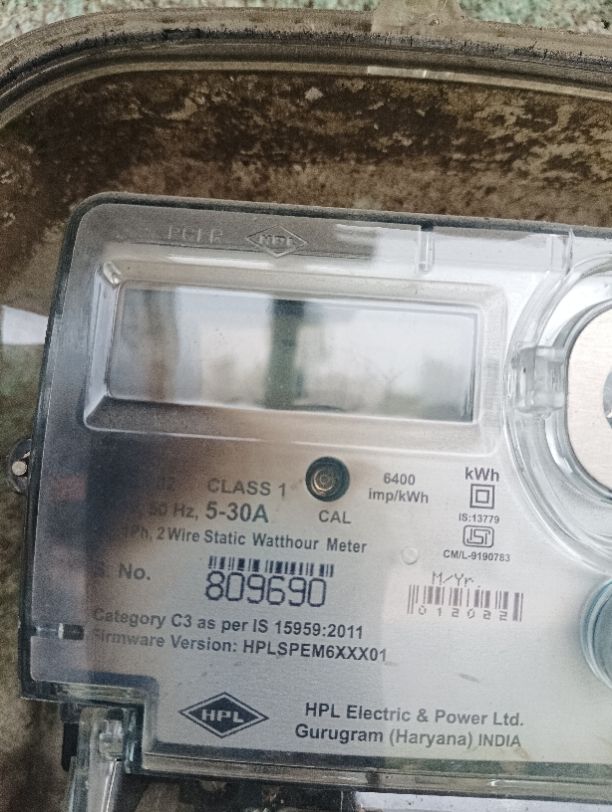 HPL
CLASS 1
6400
imp/kWh
kWh
50 Hz, 5-30A
CAL
IS:13779
Ph, 2 Wire Static Watthour Meter
CM/L-9190783
S. No.
809690
M/Yr
012022
Category C3 as per IS 15959:2011
Firmware Version: HPLSPEM6XXX01
HPL
HPL Electric & Power Ltd.
Gurugram (Haryana) INDIA